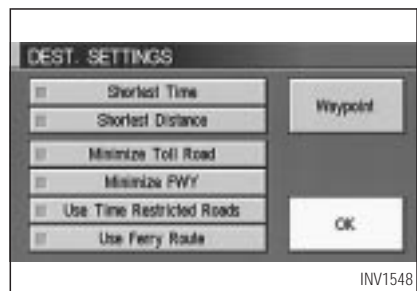 DEST. SETTINGS
Shortest Time
Shortest Distance
Waypoint
Minimize Toll Road
Minimize FWY
Use Time Restricted Roads
Use Ferry Route
OK
INV1548